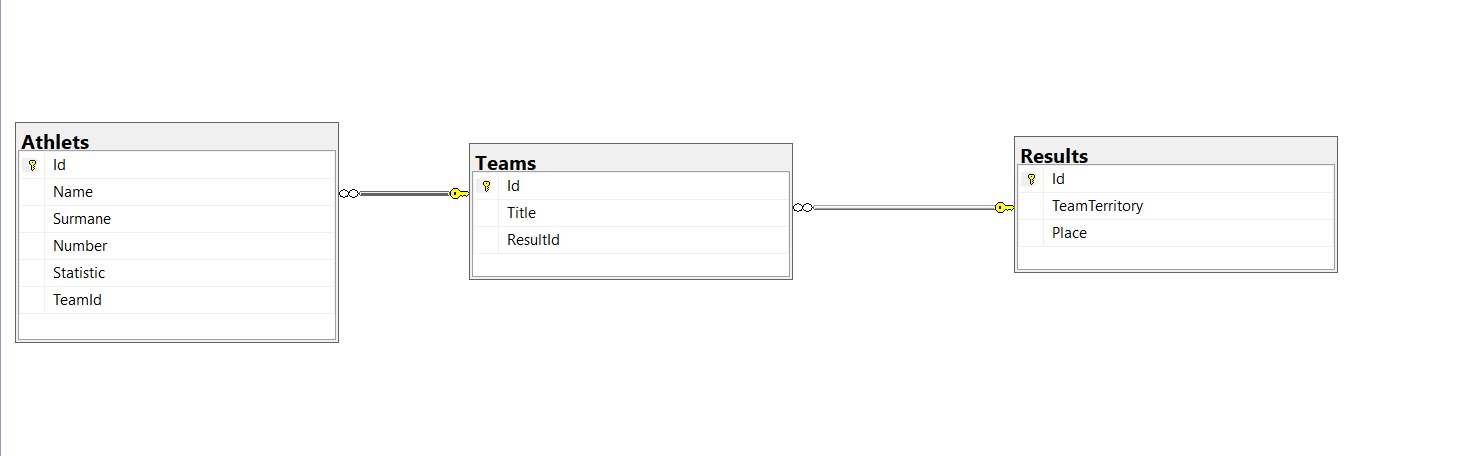 Athlets
Id
Name
Surmane
Number
Statistic
TeamId
Teams
Id
Title
ResultId
Results
Id
TeamTerritory
Place